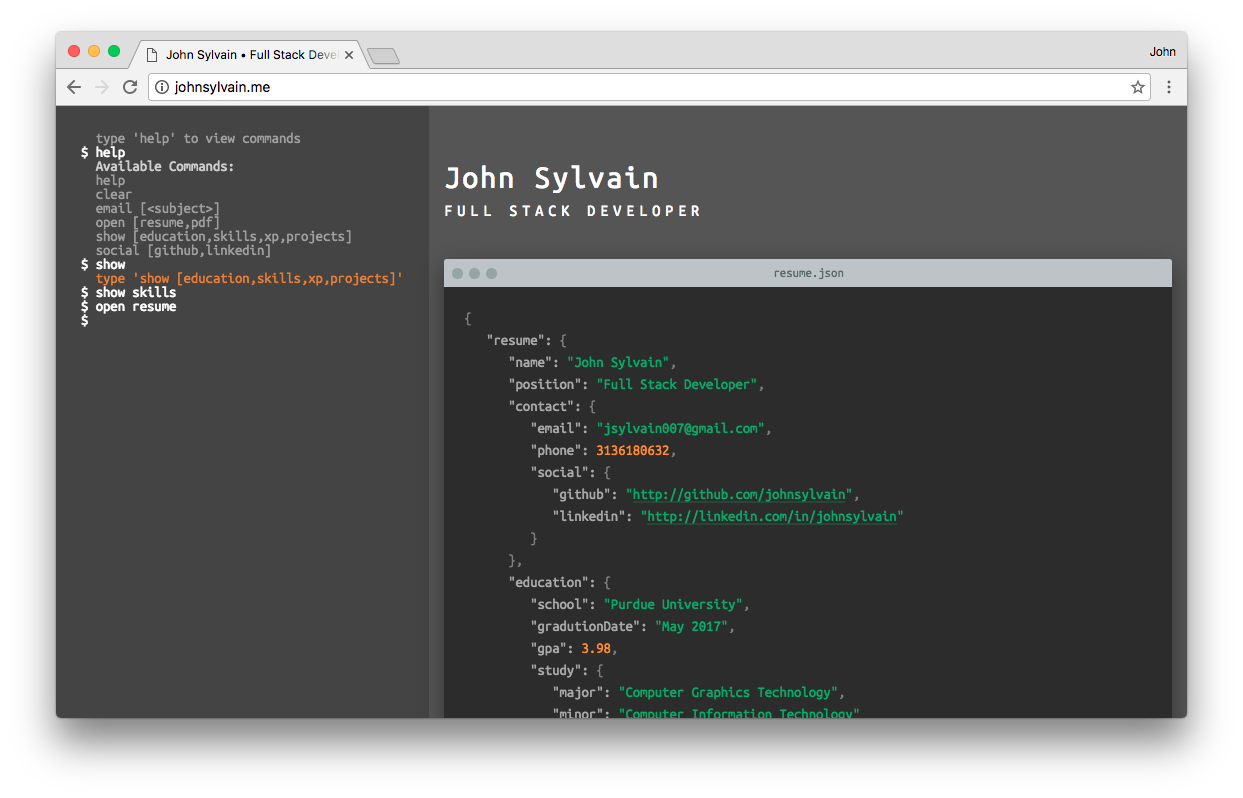 John Sylvain • Full Stack Deve
John
johnsylvain.me
type 'help' to view commands
$ help
Available Commands:
help
clear
email [<subject>]
open [resume,pdf]
show [education,skills,xp,projects]
social [github,linkedin]
$ show
type 'show [education,skills,xp,projects]'
$ show skills
$ open resume
$
John Sylvain
FULL STACK DEVELOPER
resume.json
{
"resume": {
"name": "John Sylvain",
"position": "Full Stack Developer",
"contact": {
"email": "jsylvain007@gmail.com",
"phone": 3136180632,
"social": {
"github": "http://github.com/johnsylvain",
"linkedin": "http://linkedin.com/in/johnsylvain"
}
},
"education": {
"school": "Purdue University",
"gradutionDate": "May 2017",
"gpa": 3.98,
"study": {
"major": "Computer Graphics Technology",
"minor": "Computer Information Technology"